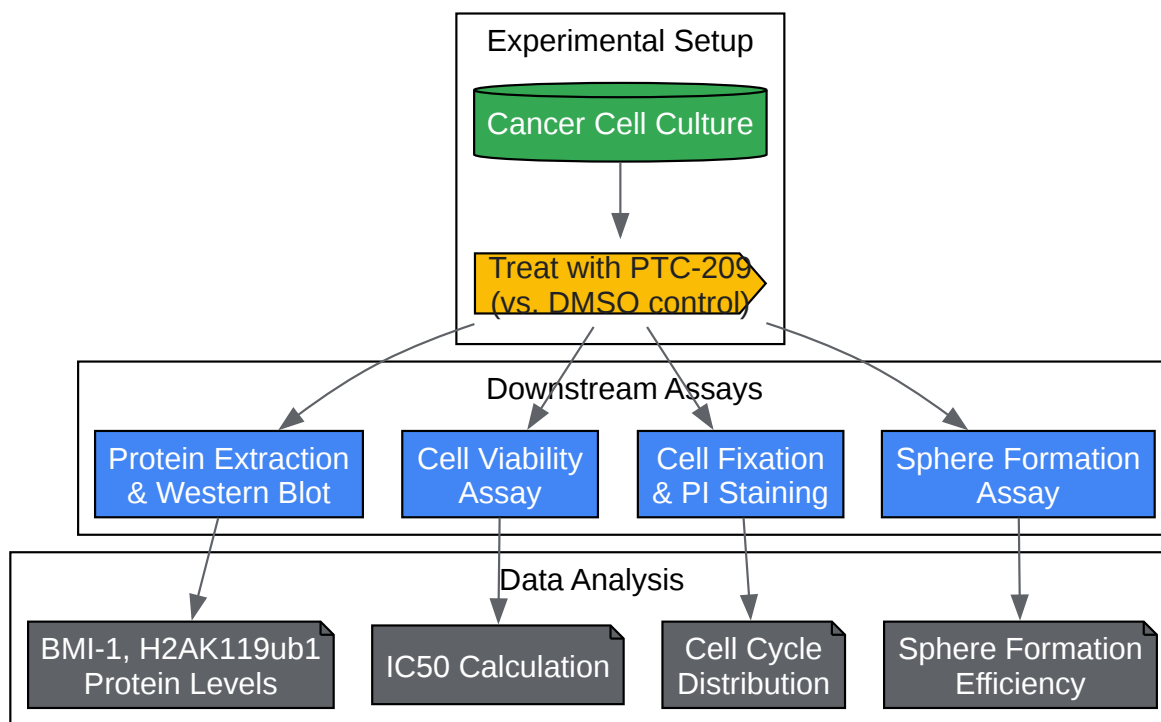 Experimental Setup
Cancer Cell Culture
Treat with PTC-209
(vs. DMSO control)
Downstream Assays
Protein Extraction
& Western Blot
Cell Viability
Assay
Cell Fixation
& PI Staining
Sphere Formation
Assay
Data Analysis
BMI-1, H2AK119ub1
Protein Levels
IC50 Calculation
Cell Cycle
Distribution
Sphere Formation
Efficiency